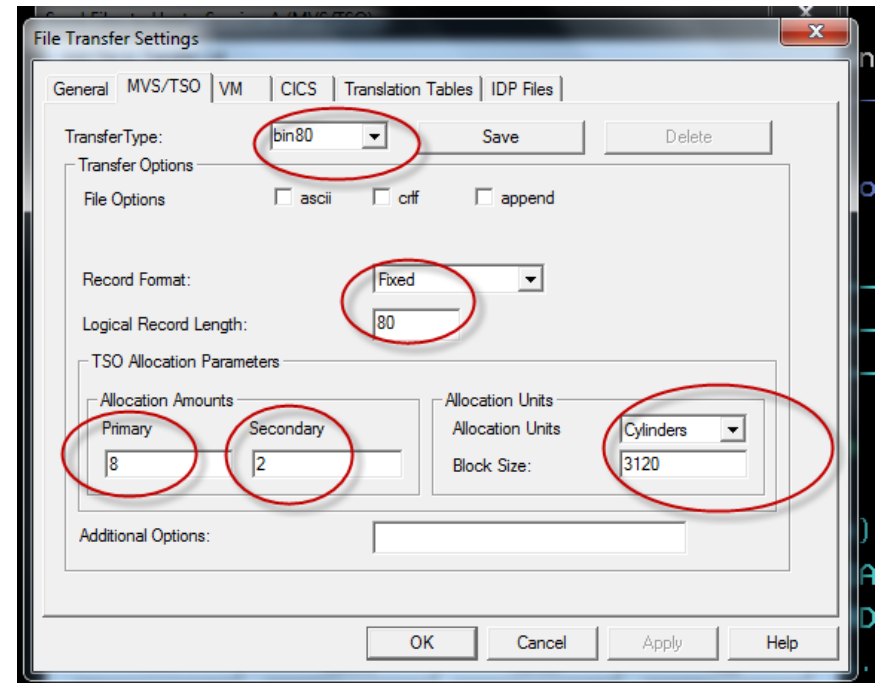 File Transfer Settings
General MVS/TSO VM CICS Translation Tables IDP Files
TransferType: bin80 Save Delete
Transfer Options
File Options ascii crlf append
Record Format: Fixed
Logical Record Length: 80
TSO Allocation Parameters
Allocation Amounts Allocation Units
Primary Secondary Allocation Units Cylinders
8 2 Block Size: 3120
Additional Options:
OK Cancel Apply Help